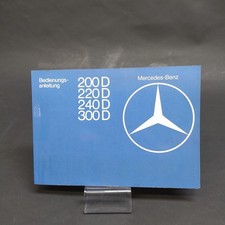 Bedienungs-
anleitung
200 D
220 D
240 D
300 D
Mercedes-Benz